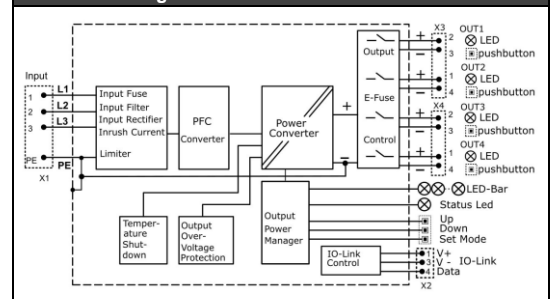 X3 OUT1
+ 2 LED
Output − 3 pushbutton
OUT2
+ 1 LED
− 4 pushbutton
E-Fuse
X4 OUT3
+ 2 LED
− 3 pushbutton
Control
OUT4
+ 1 LED
− 4 pushbutton
Input
1 L1
2 L2
3 L3
PE PE
X1
Input Fuse
Input Filter
Input Rectifier
Inrush Current
Limiter
PFC
Converter
Power
Converter
+
−
LED-Bar
Status Led
Up
Down
Set Mode
Temper-
ature
Shut-
down
Output
Over-
Voltage
Protection
Output
Power
Manager
IO-Link
Control
1 V+
3 V - IO-Link
4 Data
X2